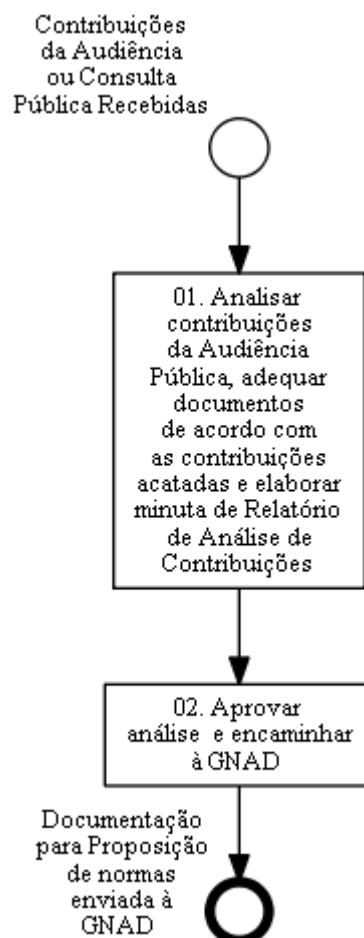 Contribuições
da Audiência
ou Consulta
Pública Recebidas
01. Analisar
contribuições
da Audiência
Pública, adequar
documentos
de acordo com
as contribuições
acatadas e elaborar
minuta de Relatório
de Análise de
Contribuições
02. Aprovar
análise e encaminhar
à GNAD
Documentação
para Proposição
de normas
enviada à
GNAD